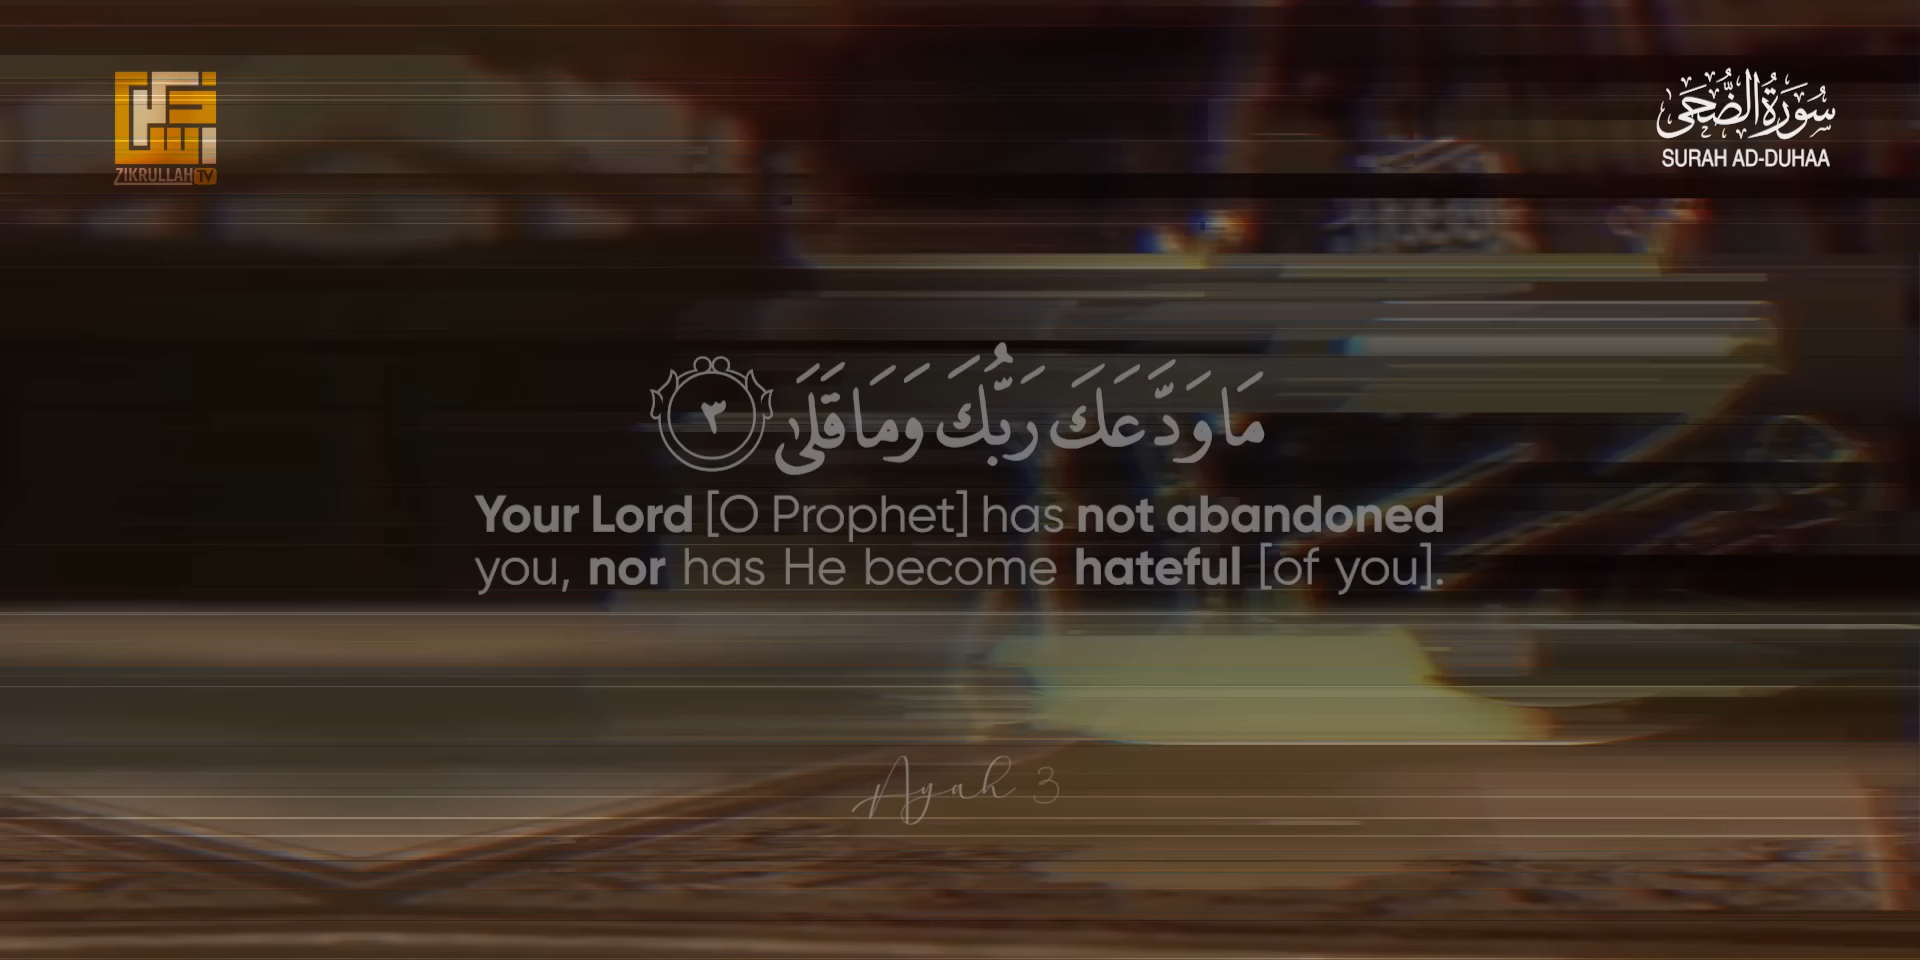 ZIKRULLAH TV
سُورَةُ الضُّحَى
SURAH AD-DUHAA
مَا وَدَّعَكَ رَبُّكَ وَمَا قَلَىٰ ٣
Your Lord [O Prophet] has not abandoned
you, nor has He become hateful [of you].
Ayah 3